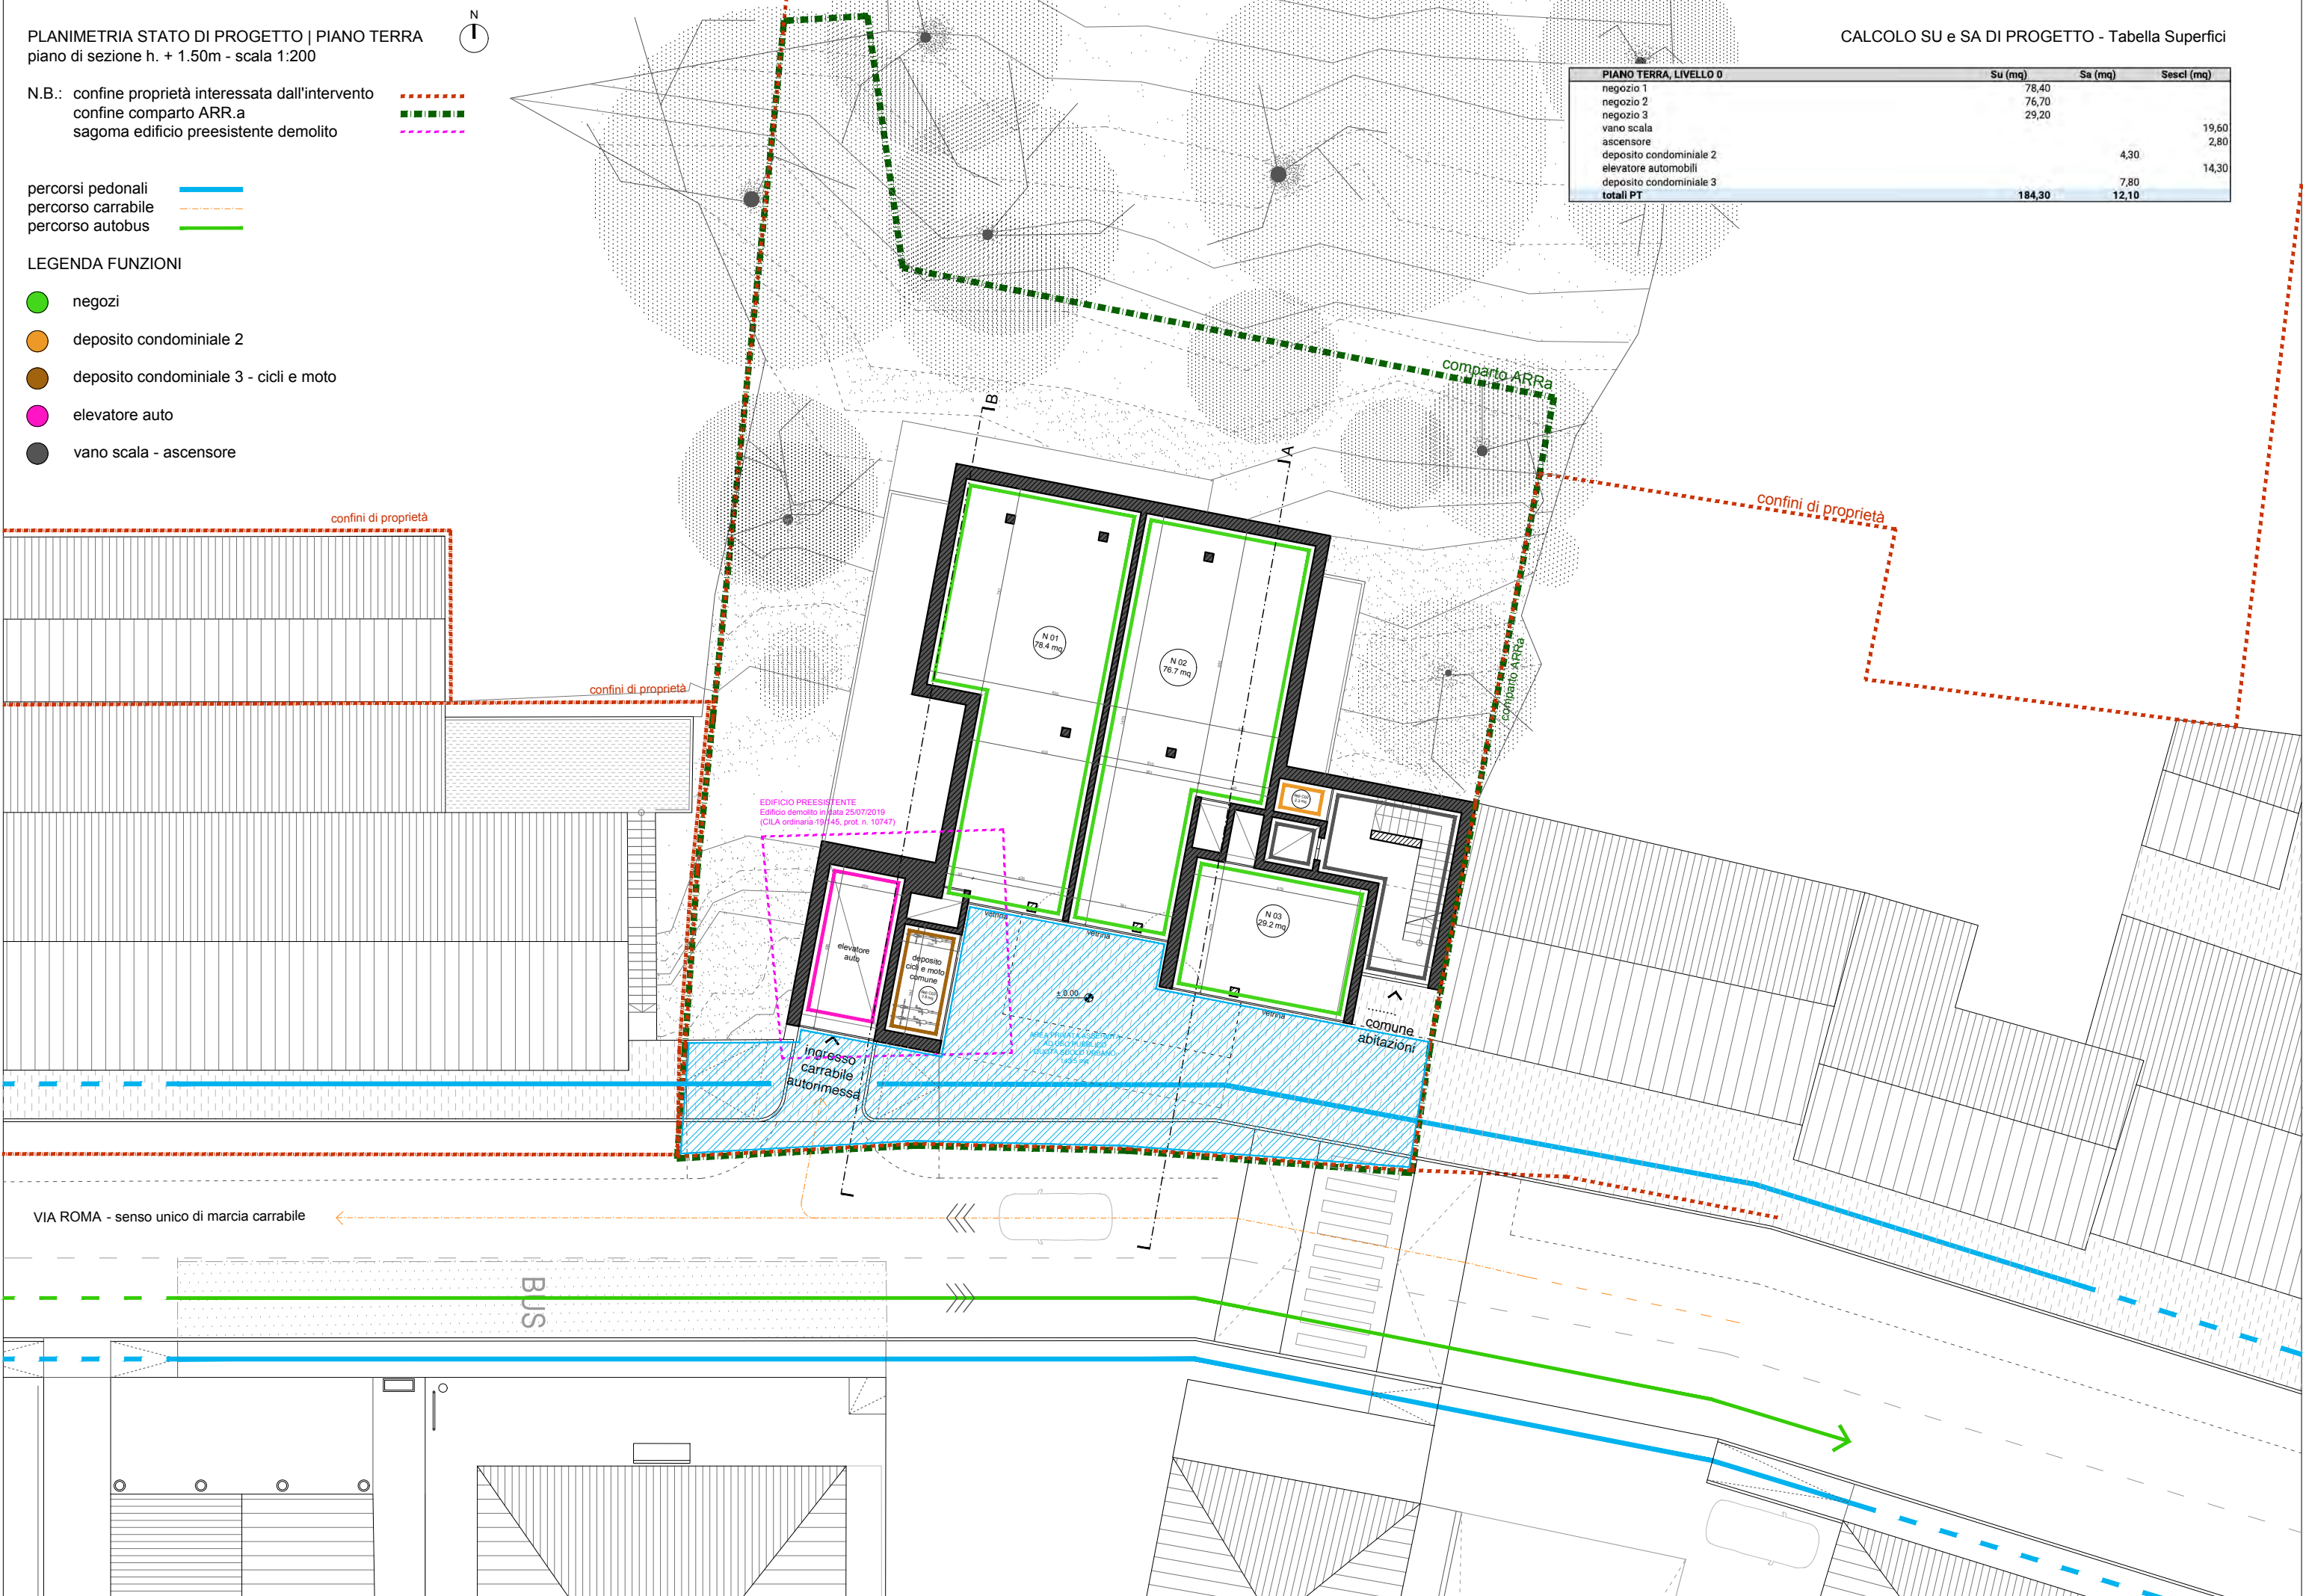 PLANIMETRIA STATO DI PROGETTO | PIANO TERRA
piano di sezione h. + 1.50m - scala 1:200
N
N.B.: confine proprietà interessata dall'intervento
confine comparto ARR.a
sagoma edificio preesistente demolito
percorsi pedonali
percorso carrabile
percorso autobus
LEGENDA FUNZIONI
negozi
deposito condominiale 2
deposito condominiale 3 - cicli e moto
elevatore auto
vano scala - ascensore
CALCOLO SU e SA DI PROGETTO - Tabella Superfici
PIANO TERRA, LIVELLO 0 Su (mq) Sa (mq) Sescl (mq)
negozio 1 78,40
negozio 2 76,70
negozio 3 29,20
vano scala 19,60
ascensore 2,80
deposito condominiale 2 4,30
elevatore automobili 14,30
deposito condominiale 3 7,80
totali PT 184,30 12,10
comparto ARRa
B
A
confini di proprietà
confini di proprietà
confini di proprietà
comparto ARRa
N 01
78.4 mq
N 02
76.7 mq
EDIFICIO PREESISTENTE
Edificio demolito in data 25/07/2019
(CILA ordinaria 19/145, prot. n. 10747)
N 03
29.2 mq
vetrina
vetrina
vetrina
elevatore
auto
deposito
cicli e moto
comune
± 0.00
comune
abitazioni
ingresso
carrabile
autorimessa
VIA ROMA - senso unico di marcia carrabile
BUS